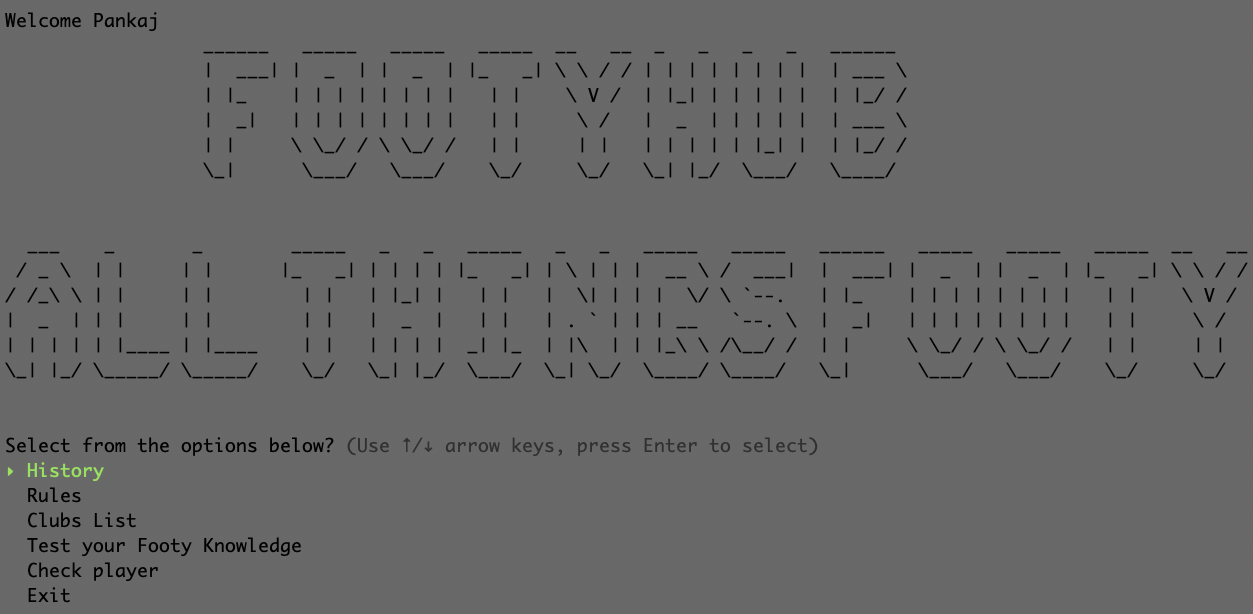 Welcome Pankaj
FOOTYHUB
ALL THINGS FOOTY
Select from the options below? (Use ↑/↓ arrow keys, press Enter to select)
‣ History
Rules
Clubs List
Test your Footy Knowledge
Check player
Exit